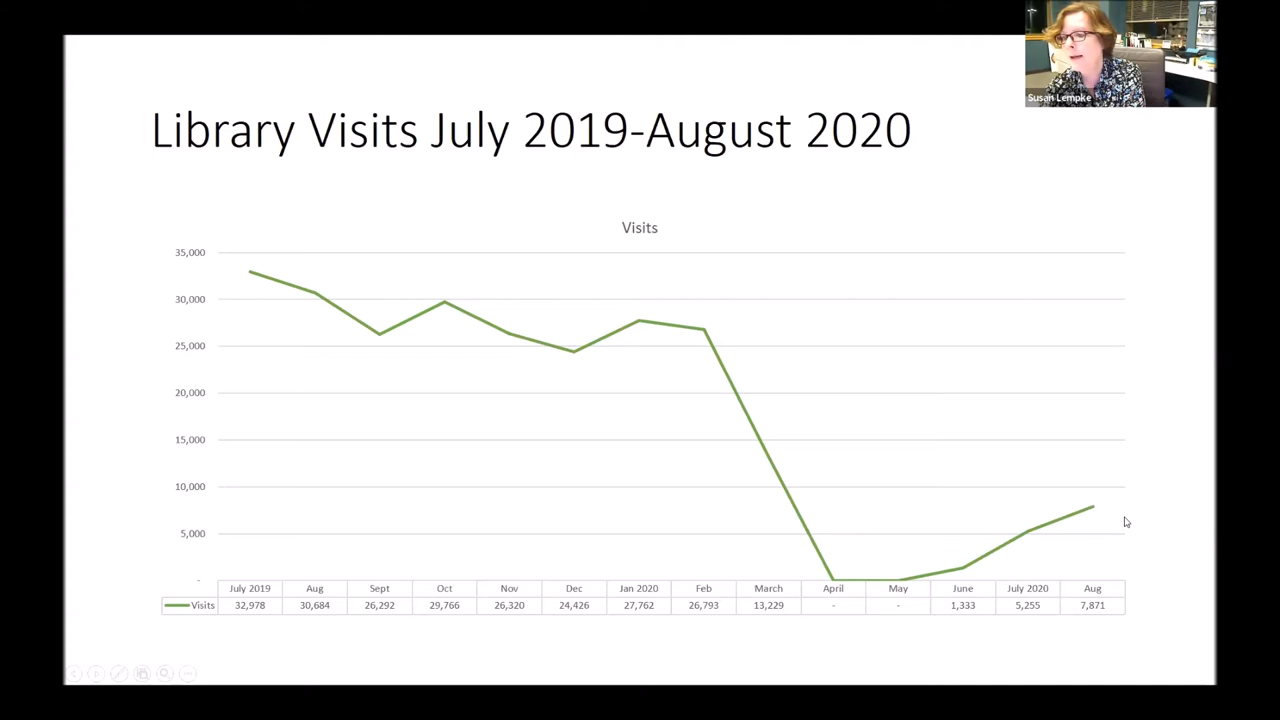 Susan Lempke
Library Visits July 2019-August 2020
Visits
35,000
30,000
25,000
20,000
15,000
10,000
5,000
-
July 2019 Aug Sept Oct Nov Dec Jan 2020 Feb March April May June July 2020 Aug
Visits 32,978 30,684 26,292 29,766 26,320 24,426 27,762 26,793 13,229 - - 1,333 5,255 7,871